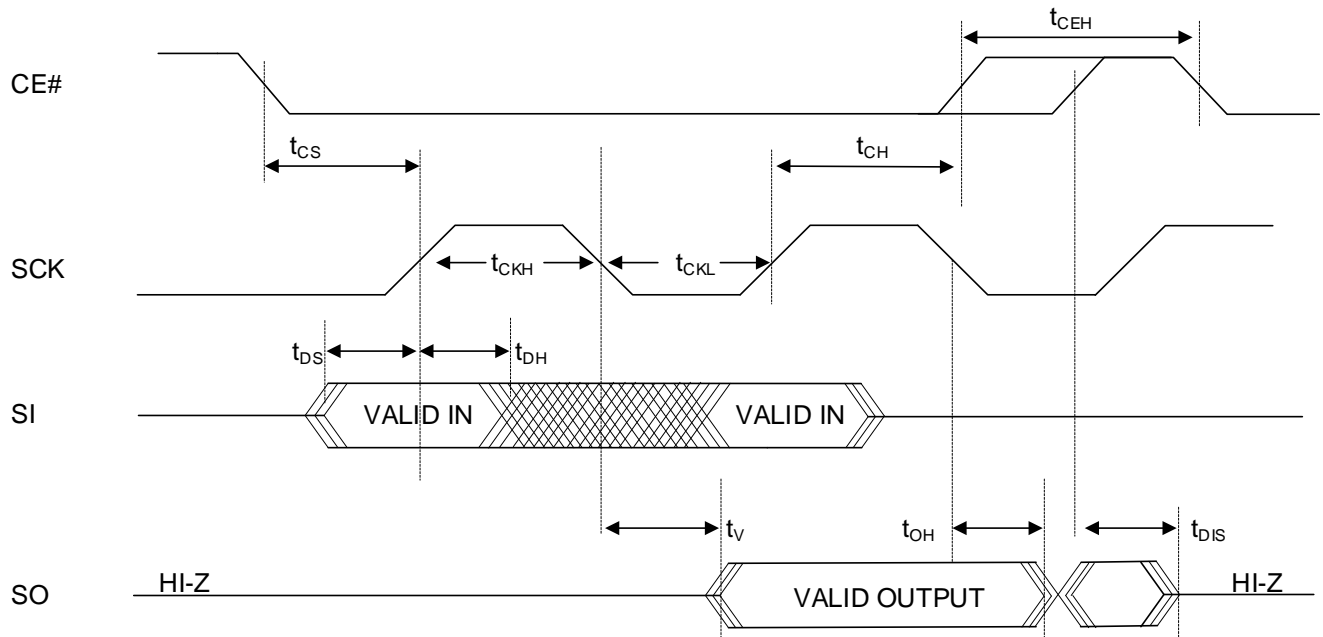 tCEH
CE#
tCS
tCH
SCK
tCKH
tCKL
tDS
tDH
SI
VALID IN
VALID IN
tV
tOH
tDIS
SO
HI-Z
VALID OUTPUT
HI-Z